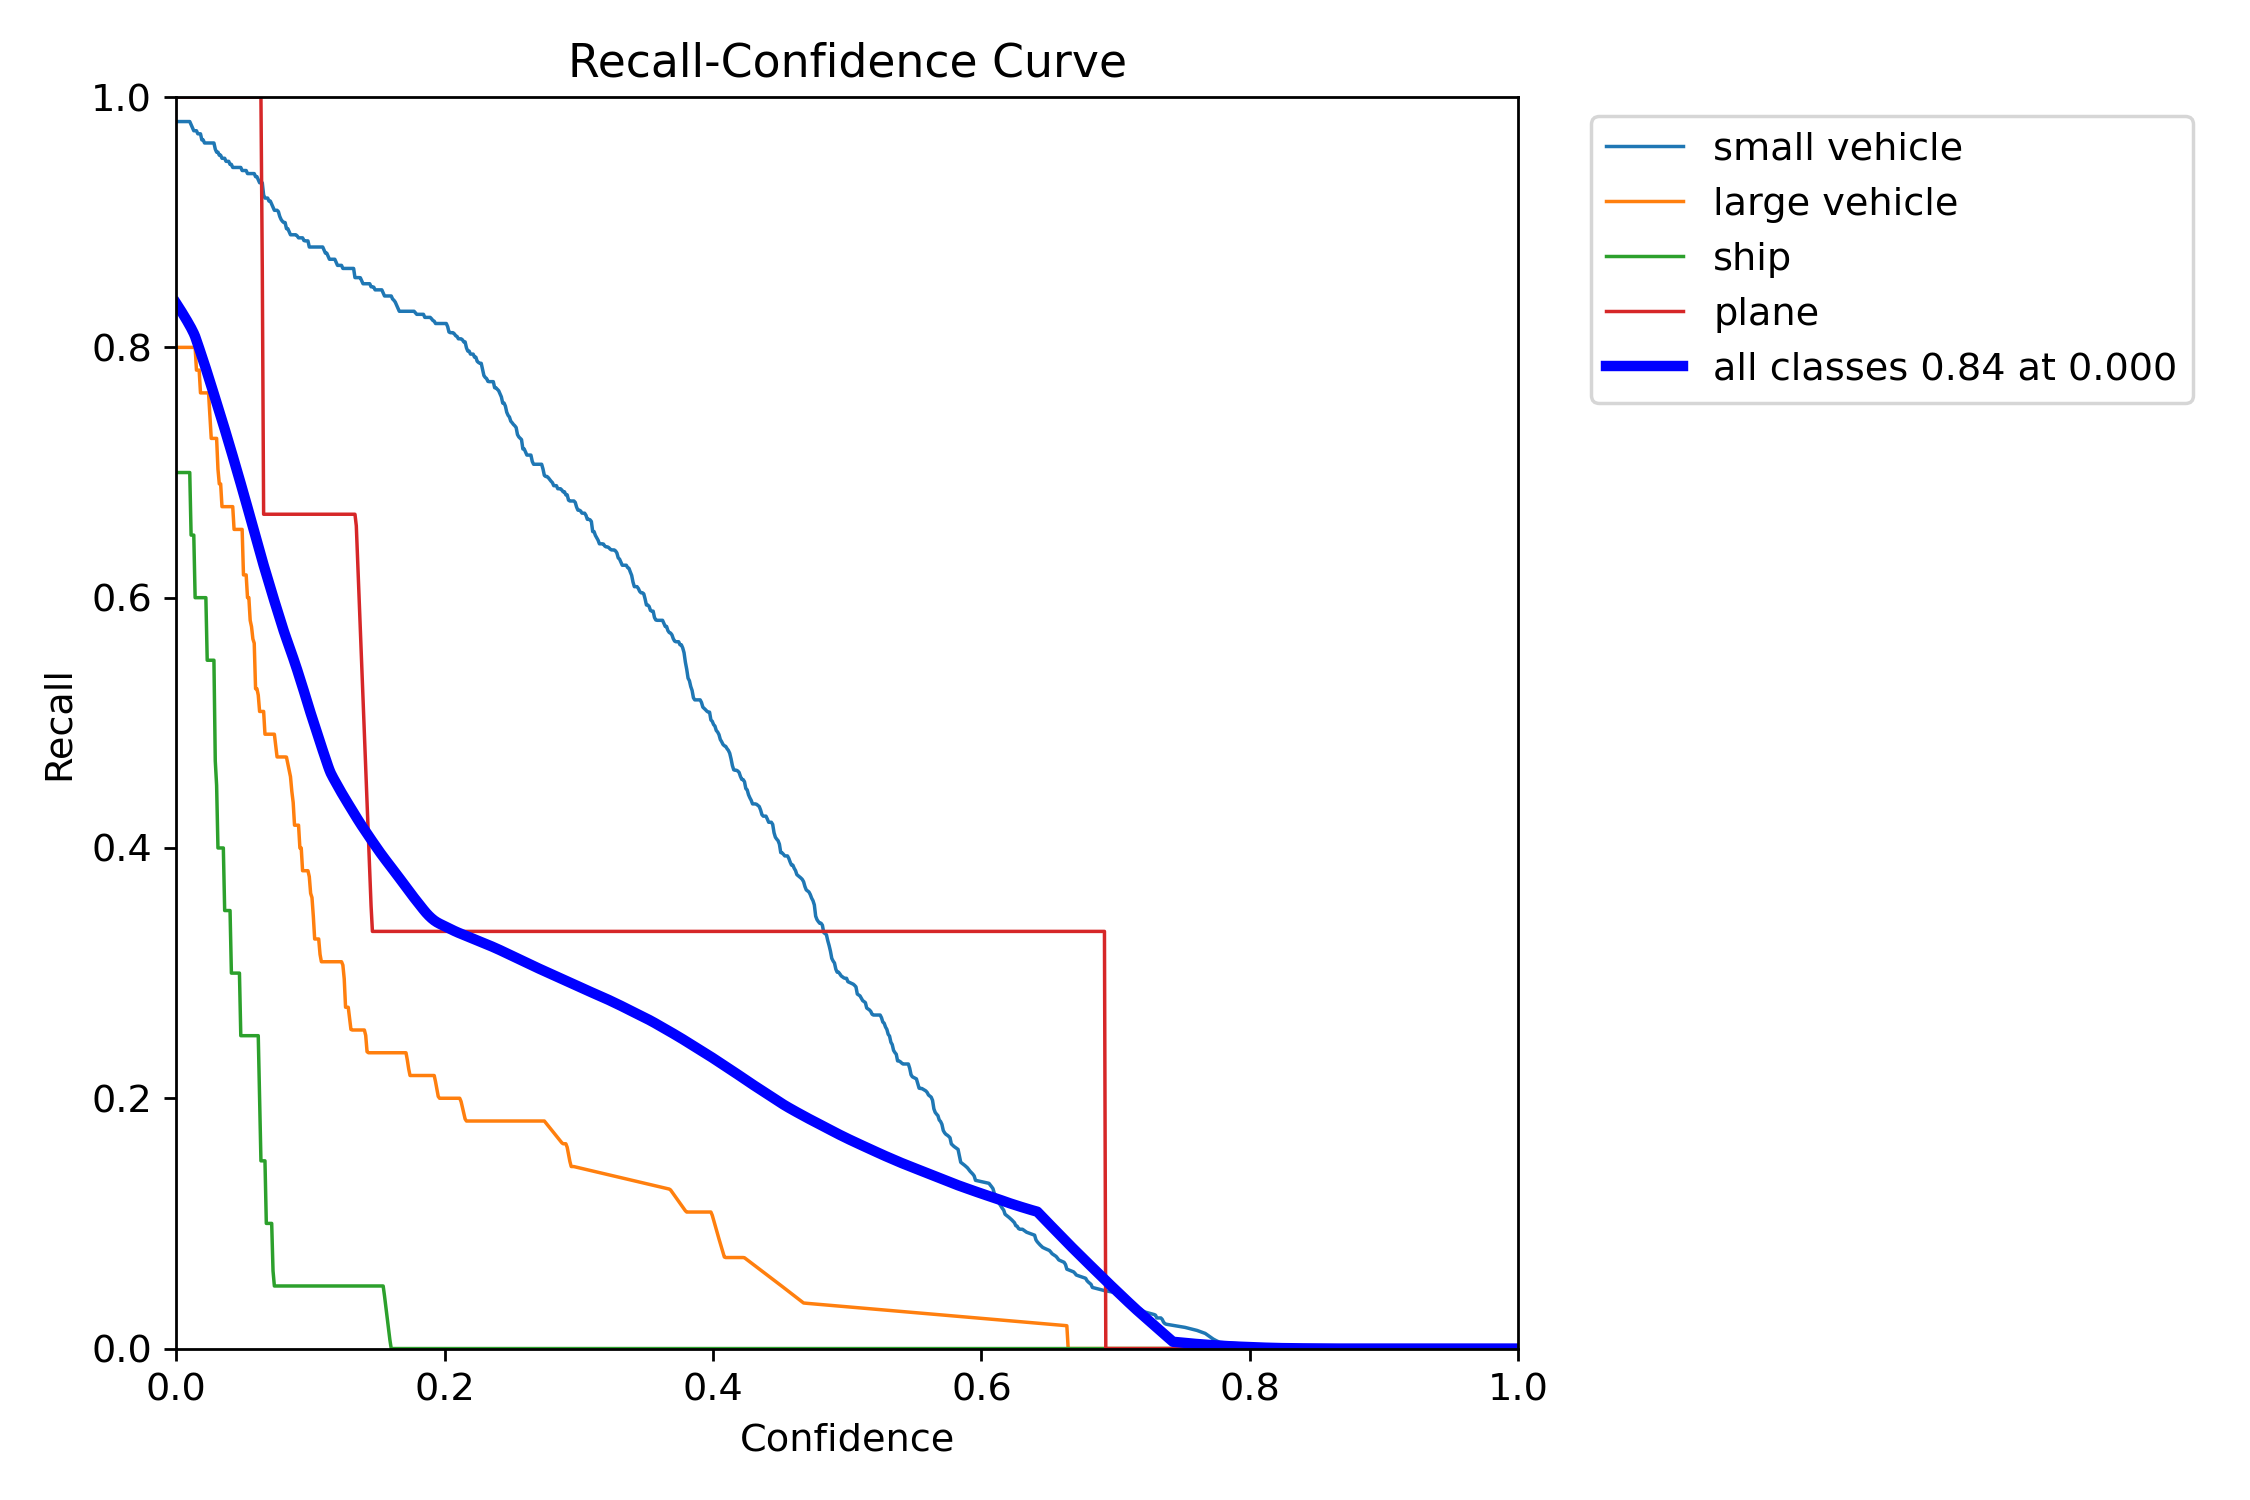 Recall-Confidence Curve
1.0
0.8
0.6
0.4
0.2
0.0
Recall
0.0 0.2 0.4 0.6 0.8 1.0
Confidence
small vehicle
large vehicle
ship
plane
all classes 0.84 at 0.000